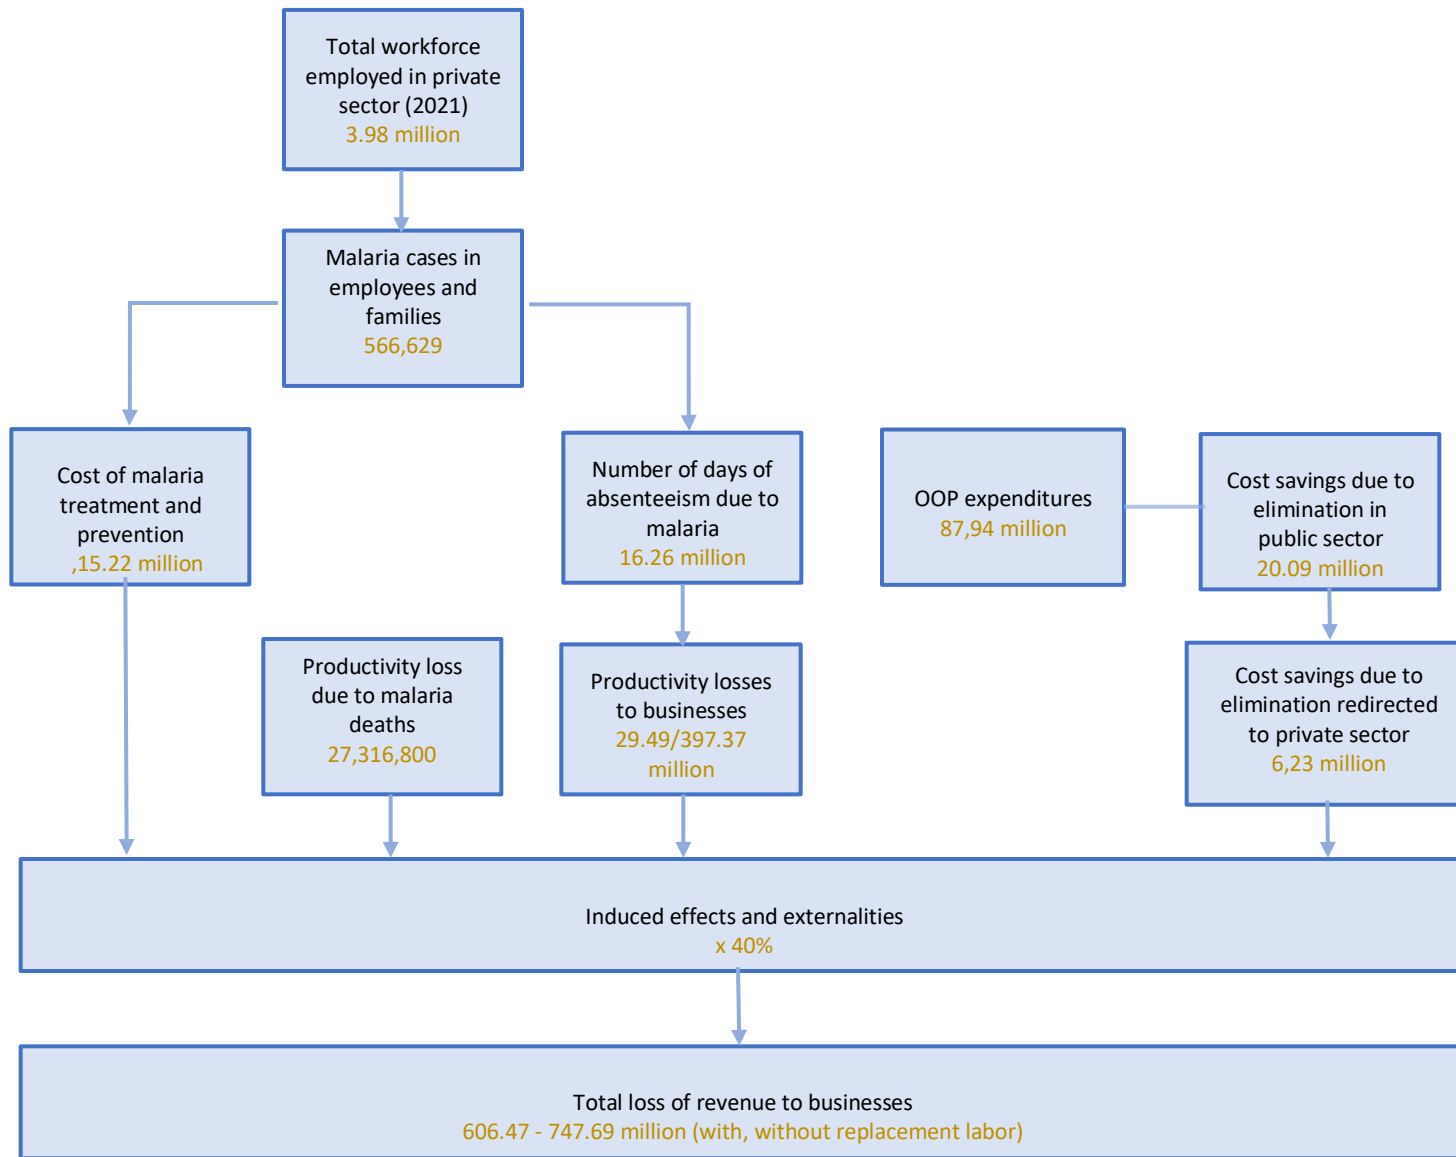 Total workforce
employed in private
sector (2021)
3.98 million
Malaria cases in
employees and
families
566,629
Cost of malaria
treatment and
prevention
,15.22 million
Number of days of
absenteeism due to
malaria
16.26 million
OOP expenditures
87,94 million
Cost savings due to
elimination in
public sector
20.09 million
Productivity loss
due to malaria
deaths
27,316,800
Productivity losses
to businesses
29.49/397.37
million
Cost savings due to
elimination redirected
to private sector
6,23 million
Induced effects and externalities
x 40%
Total loss of revenue to businesses
606.47 - 747.69 million (with, without replacement labor)